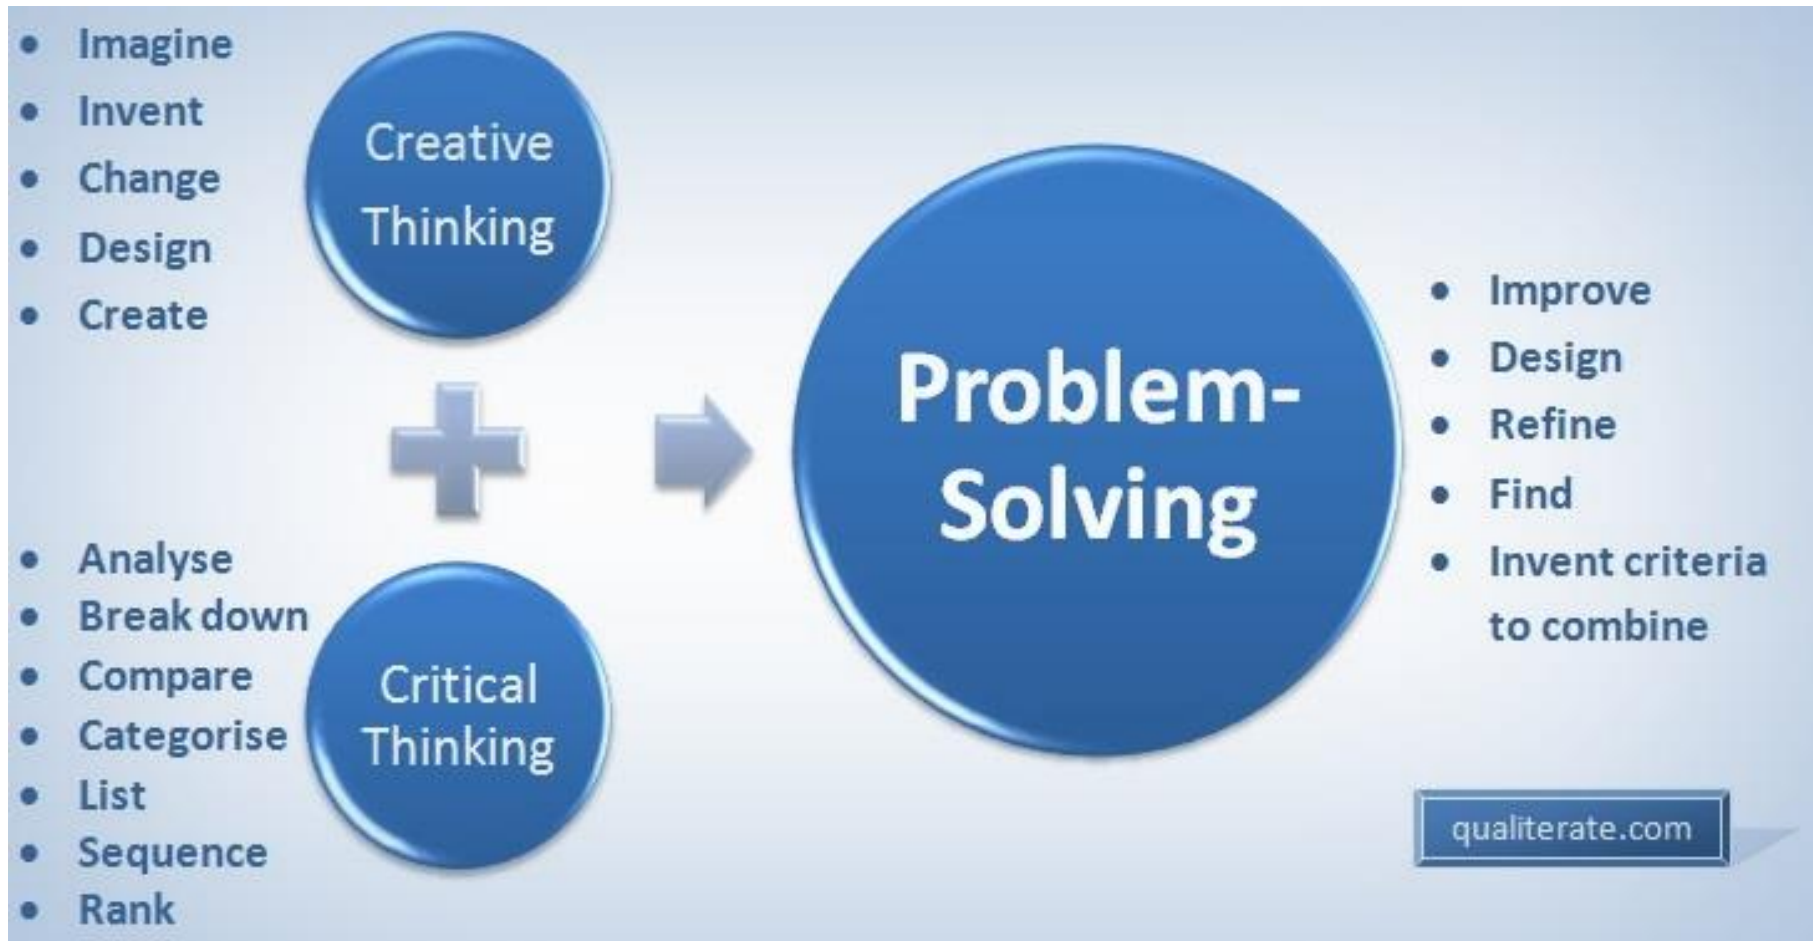 Imagine
Invent
Change
Design
Create
Creative
Thinking
Analyse
Break down
Compare
Categorise
List
Sequence
Rank
Critical
Thinking
Problem-
Solving
Improve
Design
Refine
Find
Invent criteria
to combine
qualiterate.com